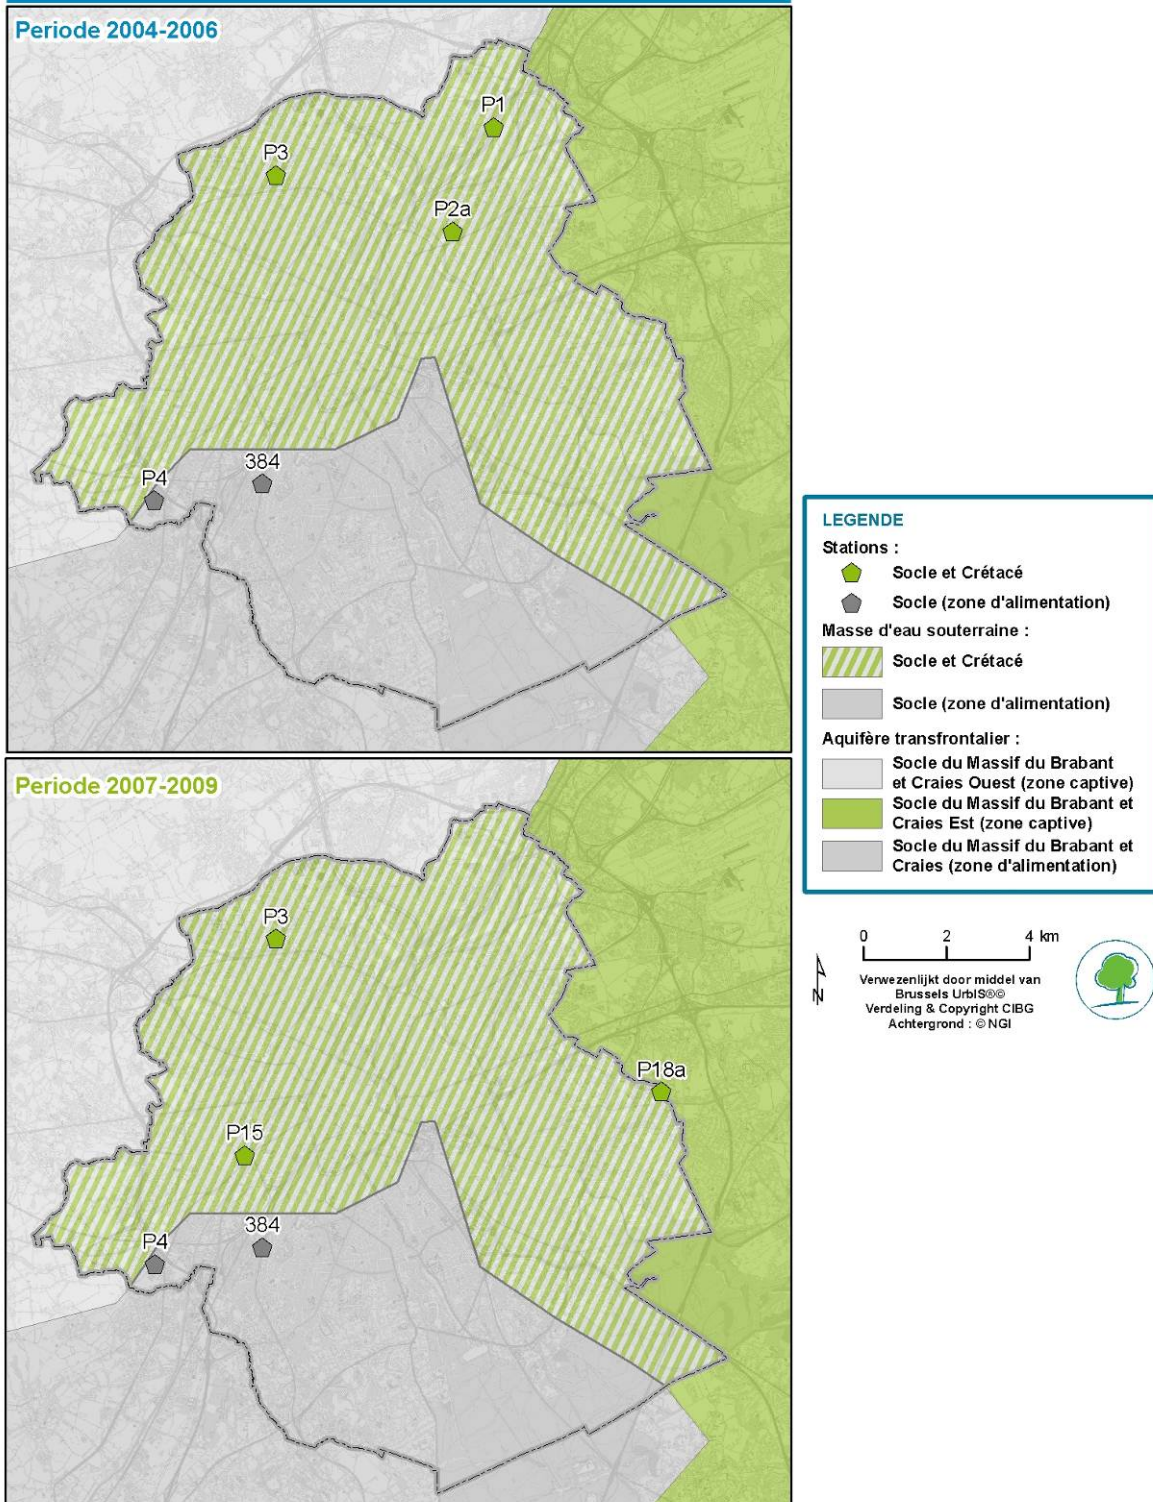 Periode 2004-2006
P1
P3
P2a
384
P4
Periode 2007-2009
P3
P18a
P15
384
P4
LEGENDE
Stations :
Socle et Crétacé
Socle (zone d'alimentation)
Masse d'eau souterraine :
Socle et Crétacé
Socle (zone d'alimentation)
Aquifère transfrontalier :
Socle du Massif du Brabant
et Craies Ouest (zone captive)
Socle du Massif du Brabant et
Craies Est (zone captive)
Socle du Massif du Brabant et
Craies (zone d'alimentation)
0 2 4 km
N
Verwezenlijkt door middel van
Brussels UrbIS®©
Verdeling & Copyright CIBG
Achtergrond : © NGI